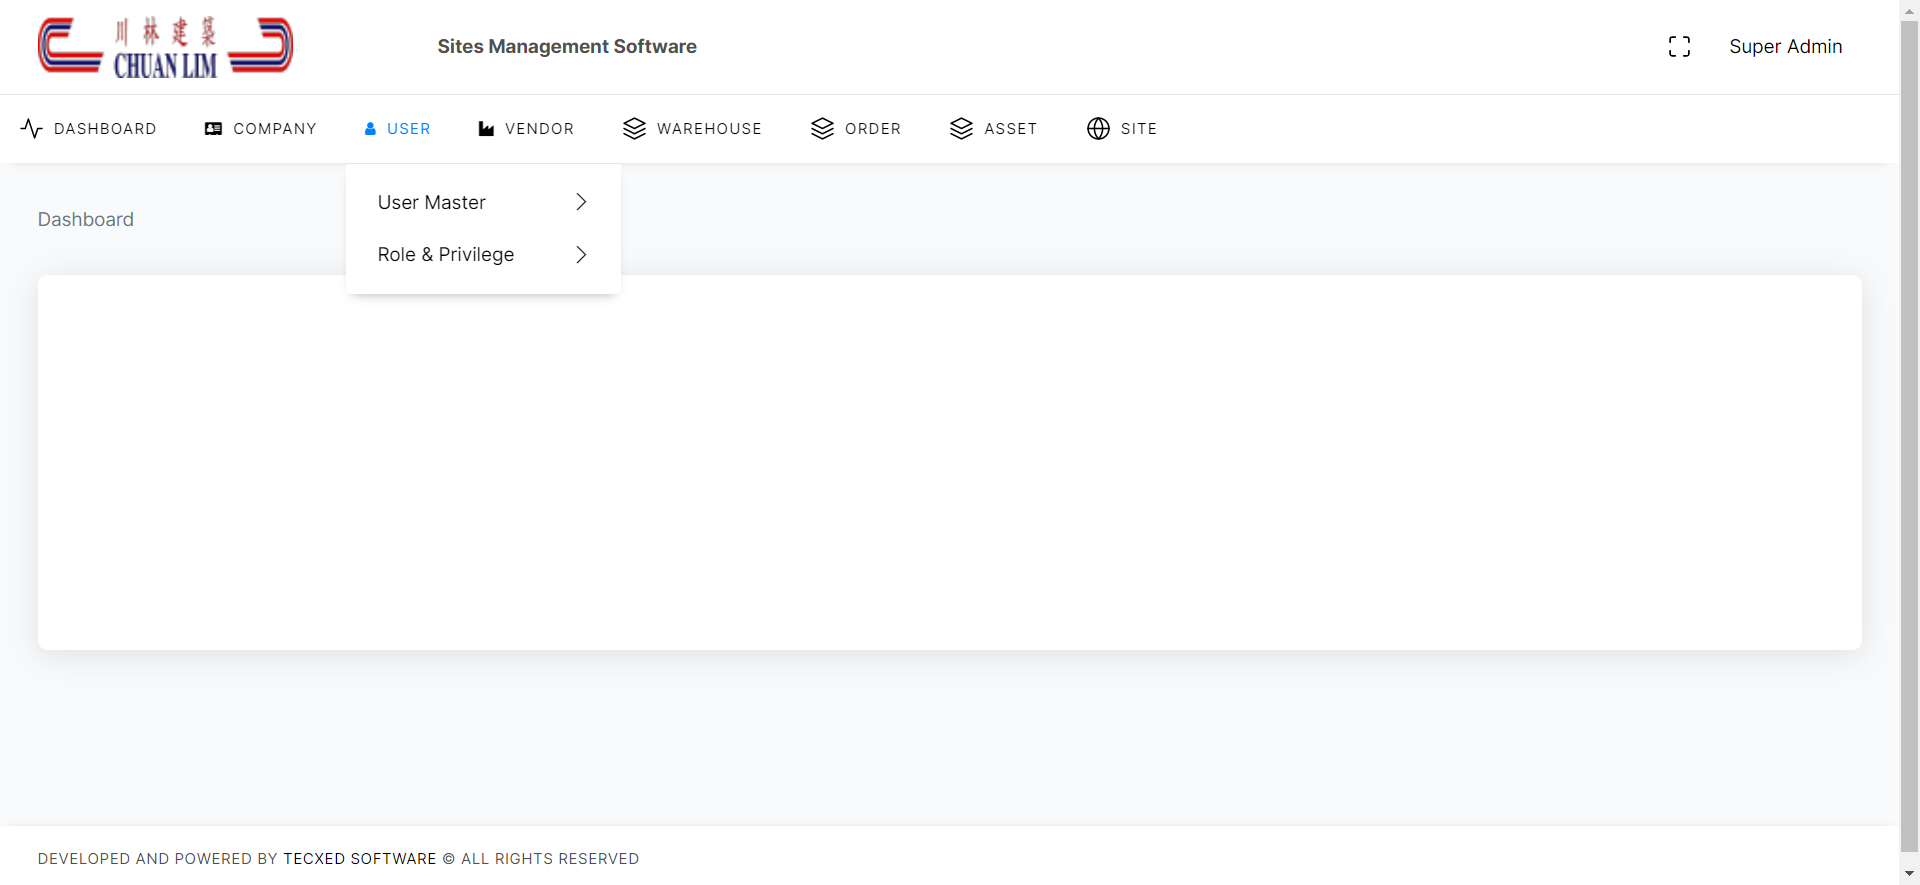 川林建築
CHUAN LIM
Sites Management Software
Super Admin
DASHBOARD
COMPANY
USER
VENDOR
WAREHOUSE
ORDER
ASSET
SITE
User Master
Role & Privilege
Dashboard
DEVELOPED AND POWERED BY TECXED SOFTWARE © ALL RIGHTS RESERVED